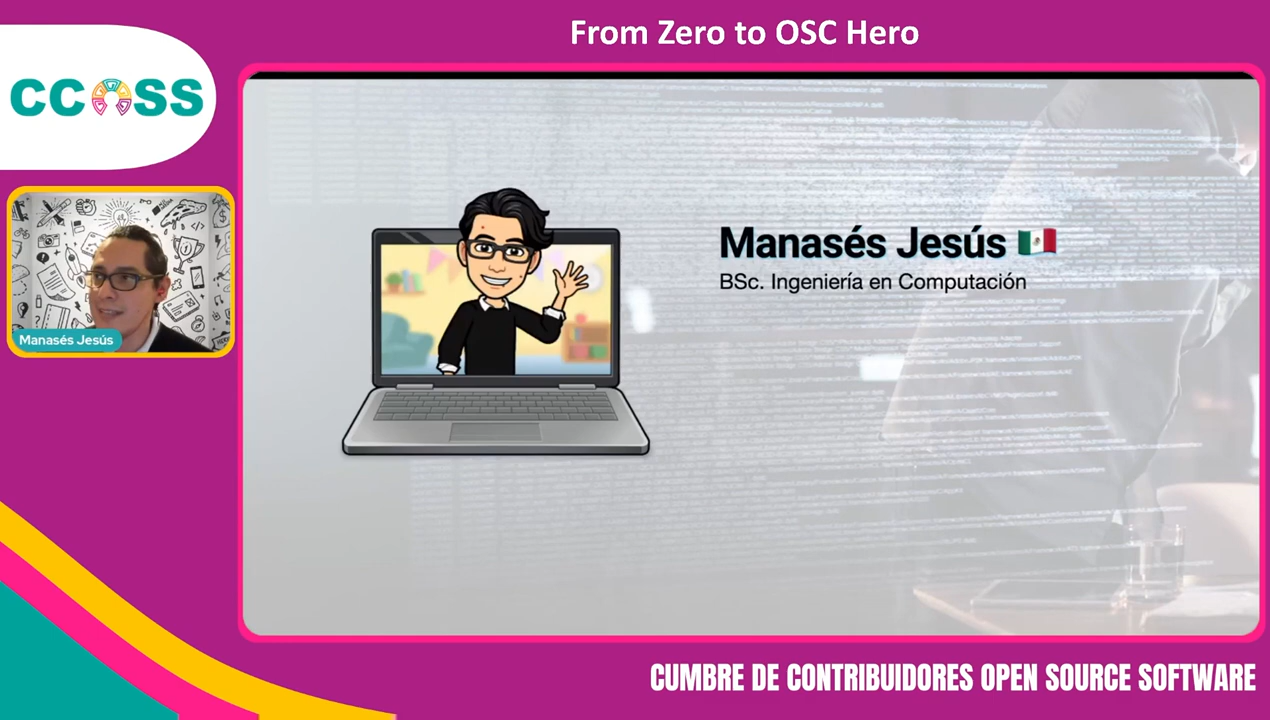 From Zero to OSC Hero
CCOSS
Manasés Jesús
Manasés Jesús
BSc. Ingeniería en Computación
CUMBRE DE CONTRIBUIDORES OPEN SOURCE SOFTWARE